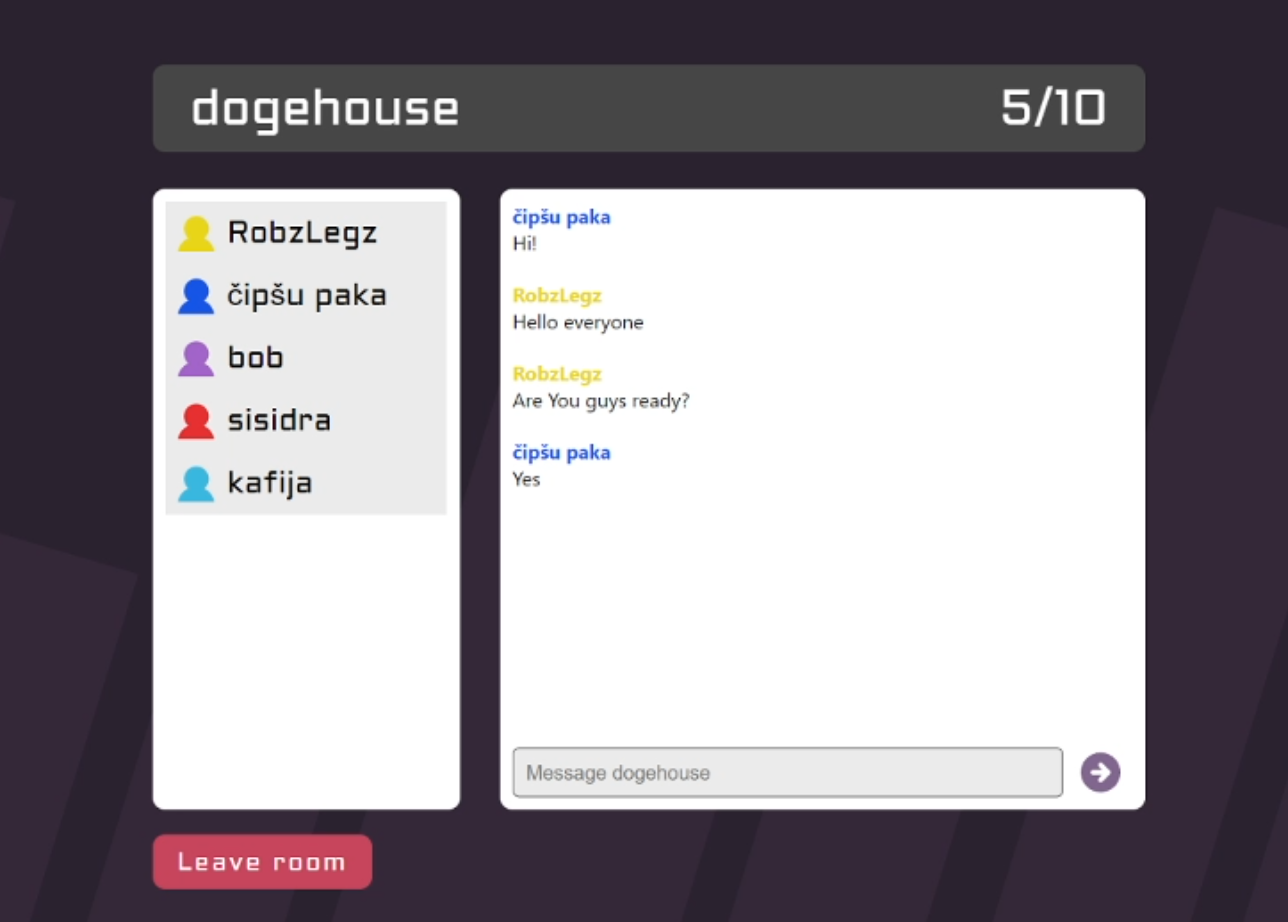 dogehouse 5/10
RobzLegz
čipšu paka
bob
sisidra
kafija
čipšu paka
Hi!
RobzLegz
Hello everyone
RobzLegz
Are You guys ready?
čipšu paka
Yes
Message dogehouse
Leave room